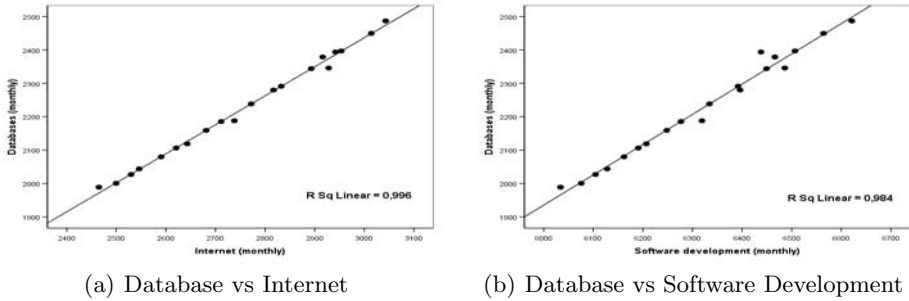 2500
2400
2300
2200
2100
2000
1900
Databases (monthly)
R Sq Linear = 0,996
2400 2500 2600 2700 2800 2900 3000 3100
Internet (monthly)
(a) Database vs Internet
2500
2400
2300
2200
2100
2000
1900
Databases (monthly)
R Sq Linear = 0,984
6000 6100 6200 6300 6400 6500 6600 6700
Software development (monthly)
(b) Database vs Software Development